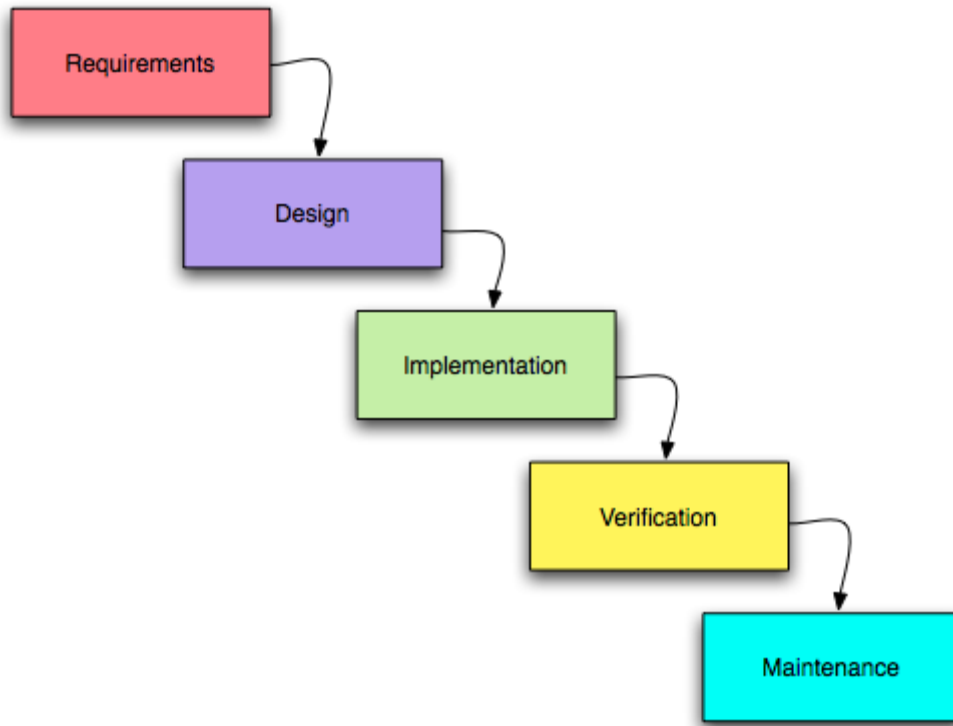 Requirements
Design
Implementation
Verification
Maintenance